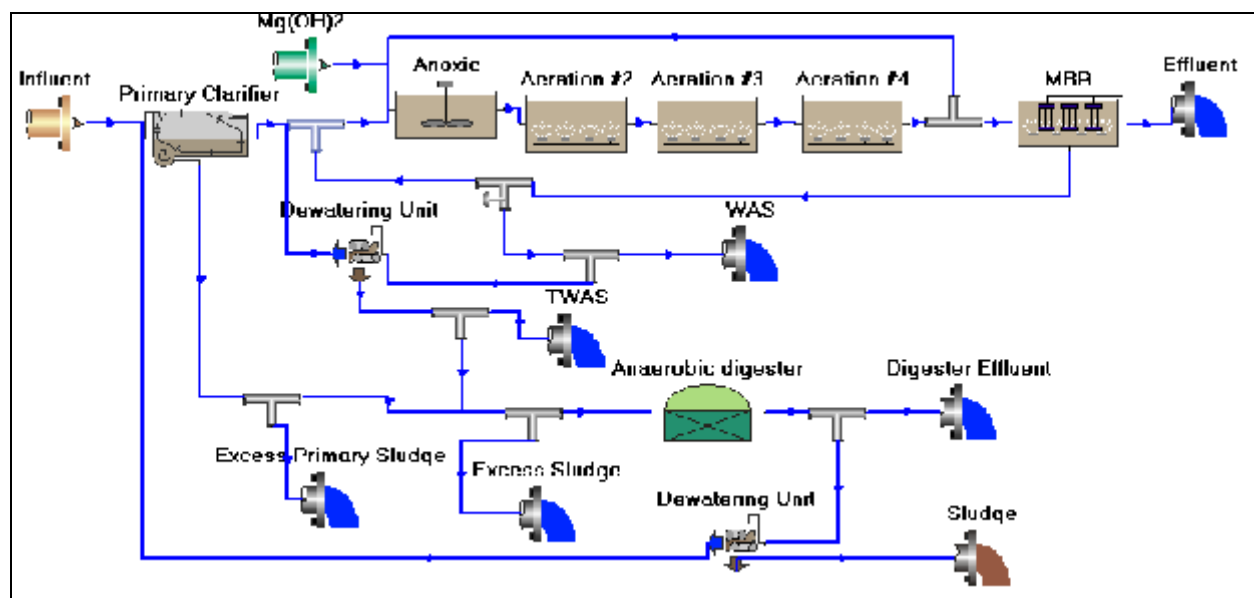 Mg(OH)2
Influent
Primary Clarifier
Anoxic
Aeration #2
Aeration #3
Aeration #4
MBR
Effluent
Dewatering Unit
WAS
TWAS
Anaerobic digester
Digester Effluent
Excess Primary Sludge
Excess Sludge
Dewatering Unit
Sludge